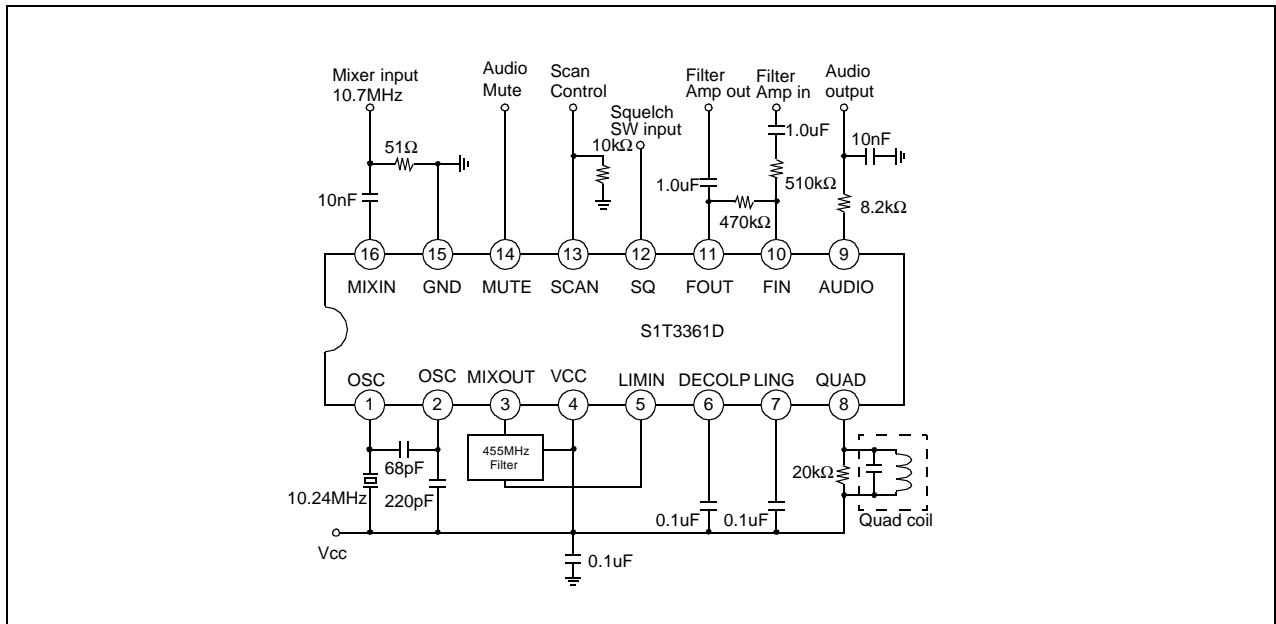 Mixer input
10.7MHz
Audio
Mute
Scan
Control
Squelch
SW input
Filter
Amp out
Filter
Amp in
Audio
output
51Ω
10nF
10kΩ
1.0uF
470kΩ
1.0uF
510kΩ
10nF
8.2kΩ
16
15
14
13
12
11
10
9
MIXIN
GND
MUTE
SCAN
SQ
FOUT
FIN
AUDIO
S1T3361D
OSC
OSC
MIXOUT
VCC
LIMIN
DECOLP
LING
QUAD
1
2
3
4
5
6
7
8
68pF
455MHz
Filter
20kΩ
10.24MHz
220pF
0.1uF
0.1uF
Quad coil
Vcc
0.1uF